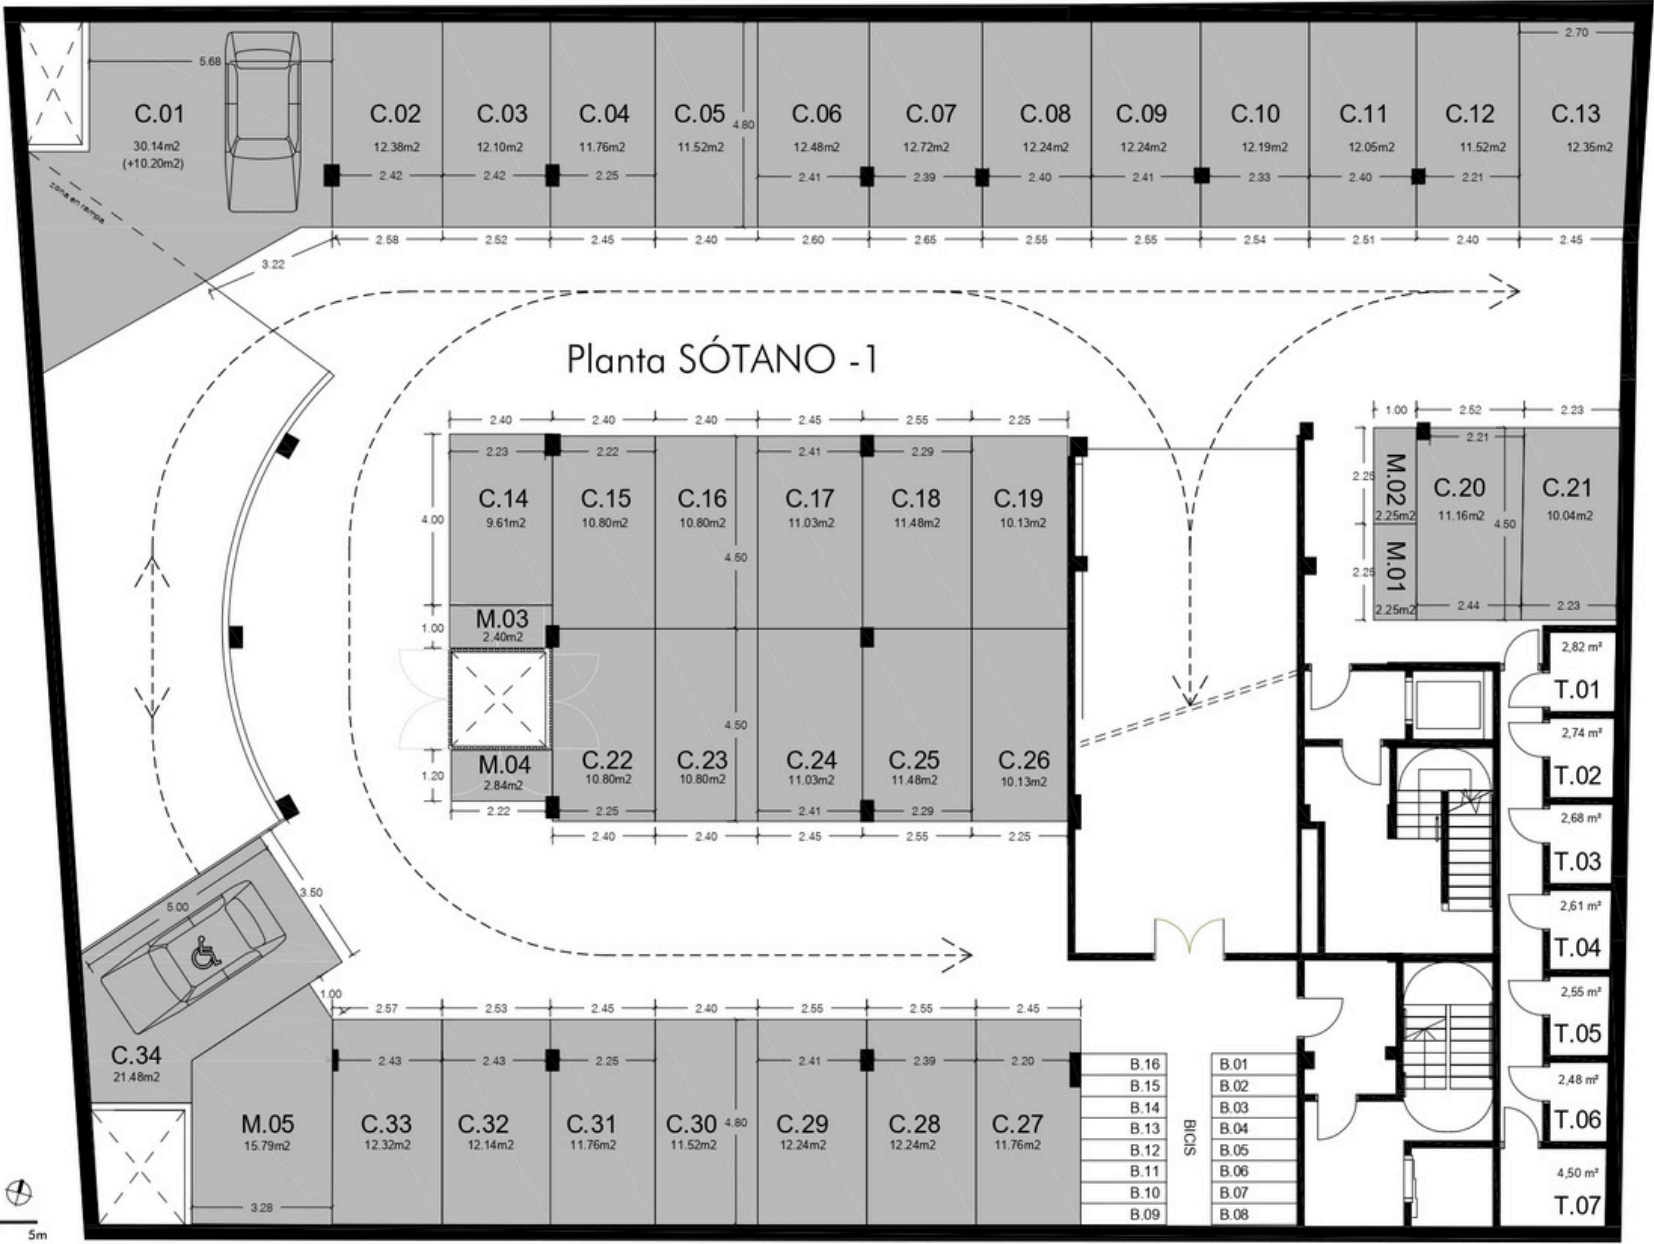 2.70
5.68
C.01
30.14m2
(+10.20m2)
zona en rampa
C.02
12.38m2
2.42
C.03
12.10m2
2.42
C.04
11.76m2
2.25
C.05
11.52m2
4.80
C.06
12.48m2
2.41
C.07
12.72m2
2.39
C.08
12.24m2
2.40
C.09
12.24m2
2.41
C.10
12.19m2
2.33
C.11
12.05m2
2.40
C.12
11.52m2
2.21
C.13
12.35m2
3.22
2.58
2.52
2.45
2.40
2.60
2.65
2.55
2.55
2.54
2.51
2.40
2.45
Planta SÓTANO -1
2.40
2.40
2.40
2.45
2.55
2.25
2.23
2.22
2.41
2.29
4.00
C.14
9.61m2
C.15
10.80m2
C.16
10.80m2
C.17
11.03m2
C.18
11.48m2
C.19
10.13m2
4.50
1.00
M.03
2.40m2
1.00
2.52
2.23
2.21
2.25
M.02
2.25m2
C.20
11.16m2
4.50
C.21
10.04m2
2.25
M.01
2.25m2
2.44
2.23
4.50
1.20
M.04
2.84m2
2.22
C.22
10.80m2
C.23
10.80m2
C.24
11.03m2
C.25
11.48m2
C.26
10.13m2
2.25
2.41
2.29
2.40
2.40
2.45
2.55
2.25
2,82 m²
T.01
2,74 m²
T.02
2,68 m²
T.03
2,61 m²
T.04
2,55 m²
T.05
2,48 m²
T.06
4,50 m²
T.07
3.50
5.00
1.00
C.34
21.48m2
2.57
2.53
2.45
2.40
2.55
2.55
2.45
2.43
2.43
2.25
2.41
2.39
2.20
M.05
15.79m2
3.28
C.33
12.32m2
C.32
12.14m2
C.31
11.76m2
C.30
11.52m2
4.80
C.29
12.24m2
C.28
12.24m2
C.27
11.76m2
B.16
B.15
B.14
B.13
B.12
B.11
B.10
B.09
BICIS
B.01
B.02
B.03
B.04
B.05
B.06
B.07
B.08
5m